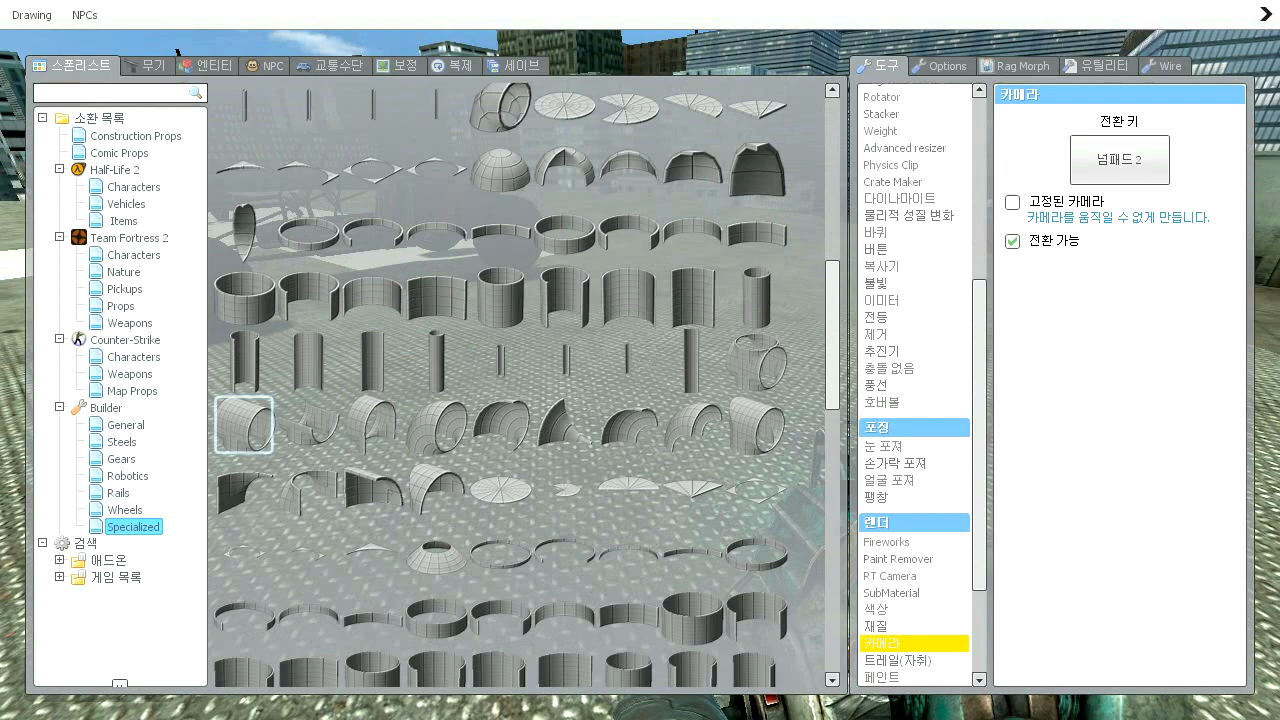 Drawing NPCs
스폰리스트 무기 엔티티 NPC 교통수단 보정 복식 세이브
도구 Options Rag Morph 유틸리티 Wire
소환 목록
Construction Props
Comic Props
Half-Life 2
Characters
Vehicles
Items
Team Fortress 2
Characters
Nature
Pickups
Props
Weapons
Counter-Strike
Characters
Weapons
Map Props
Builder
General
Steels
Gears
Robotics
Rails
Wheels
Specialized
검색
애드온
게임 목록
Rotator
Stacker
Weight
Advanced resizer
Physics Clip
Crate Maker
다이나마이트
물리적 성질 변화
바퀴
버튼
복사기
불빛
이미터
전등
제거
추진기
충돌 없음
풍선
호버볼
포징
눈 포져
손가락 포져
얼굴 포져
팽창
렌더
Fireworks
Paint Remover
RT Camera
SubMaterial
색상
재질
카메라
트레일(자취)
페인트
카메라
전환 키
넘패드 2
고정된 카메라
카메라를 움직일 수 없게 만듭니다.
전환 가능